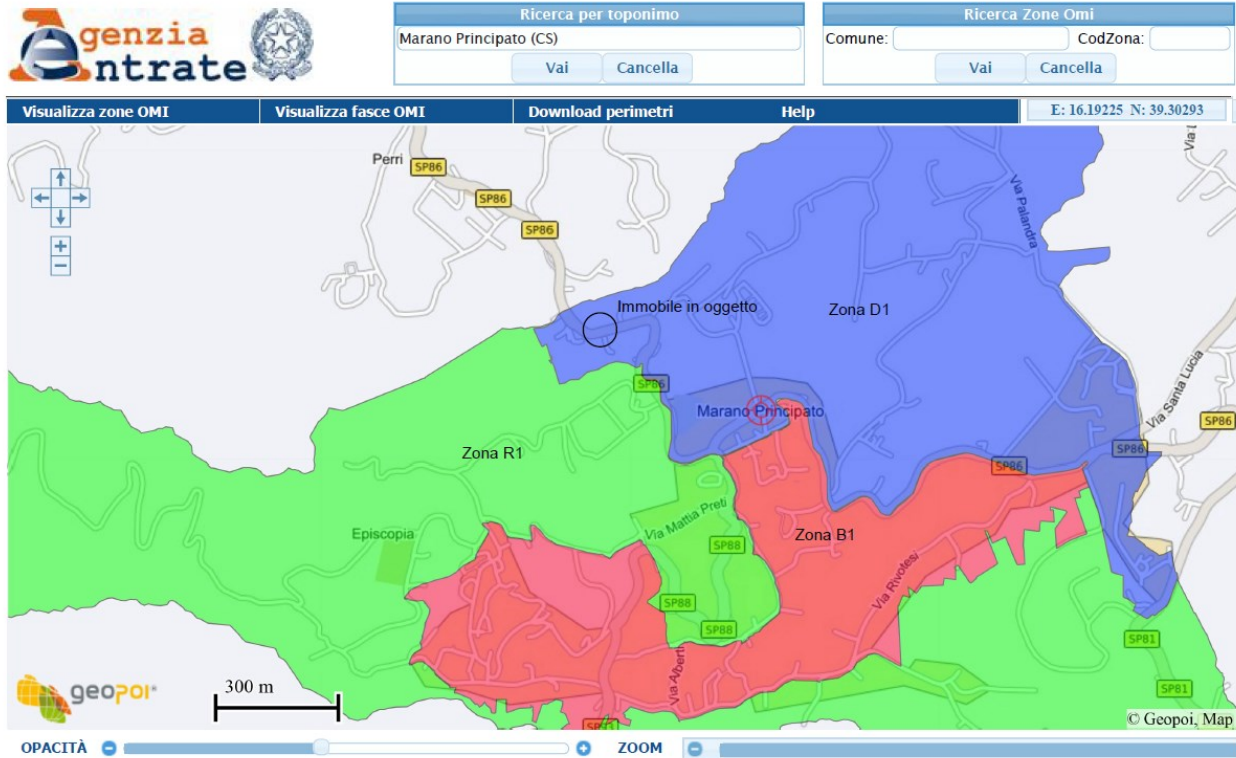 Agenzia
Entrate
Ricerca per toponimo
Marano Principato (CS)
Vai Cancella
Ricerca Zone Omi
Comune: CodZona:
Vai Cancella
Visualizza zone OMI Visualizza fasce OMI Download perimetri Help
E: 16.19225 N: 39.30293
Perri
SP86
SP86
SP86
Via Palandra
Immobile in oggetto
Zona D1
SP86
Marano Principato
Via Santa Lucia
SP86
SP86
SP86
Zona R1
Via Mattia Preti
Episcopia
SP88
Zona B1
Via Rivotesi
SP88
SP88
SP81
Via Alberti
SP81
geopoi
300 m
© Geopoi, Map
OPACITÀ ZOOM